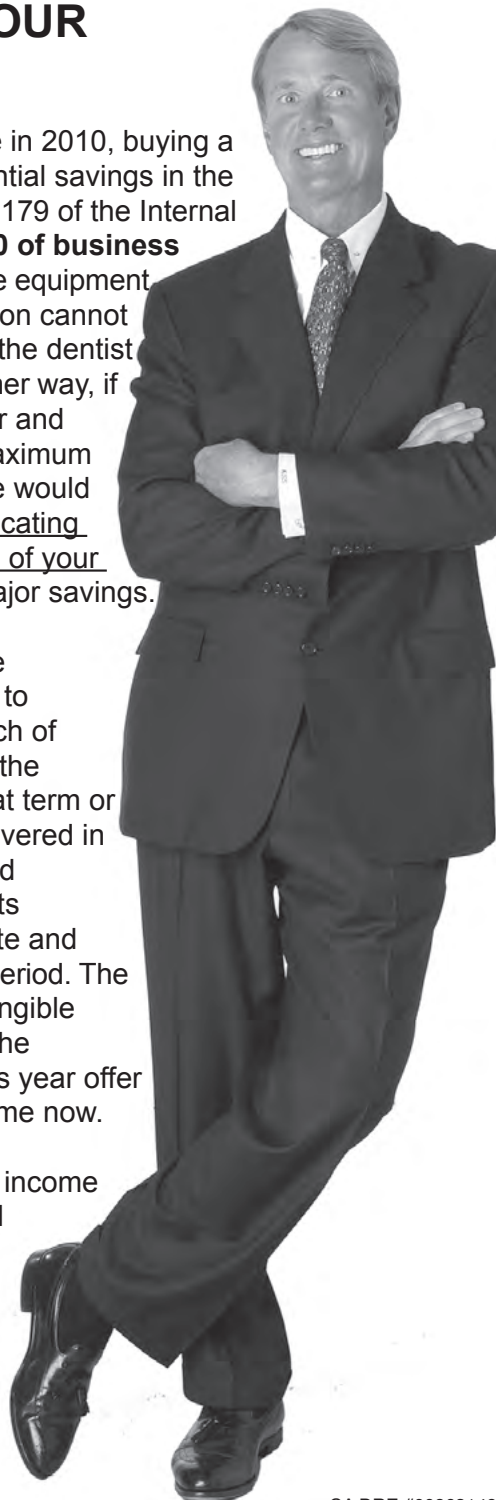 OUR
e in 2010, buying a
ntial savings in the
179 of the Internal
0 of business
e equipment
on cannot
the dentist
her way, if
r and
aximum
e would
cating
of your
ajor savings.
e
to
ch of
the
at term or
vered in
d
ts
te and
eriod. The
ngible
he
s year offer
me now.
income
d